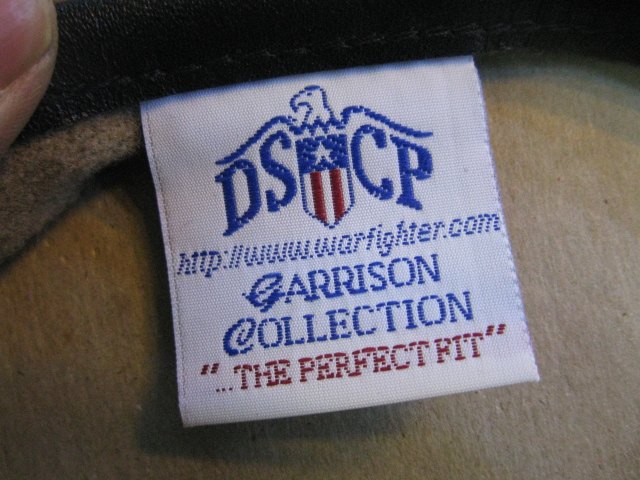 DSCP
http://www.warfighter.com
GARRISON
COLLECTION
"...THE PERFECT FIT"